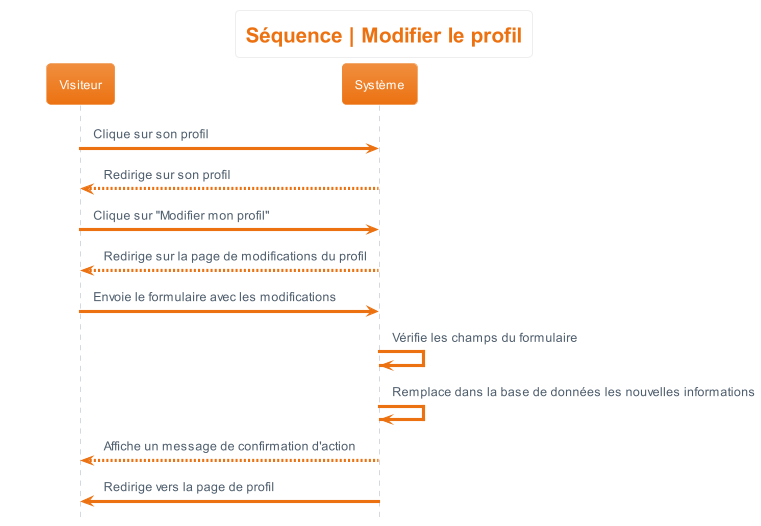 Séquence | Modifier le profil
Visiteur
Système
Clique sur son profil
Redirige sur son profil
Clique sur "Modifier mon profil"
Redirige sur la page de modifications du profil
Envoie le formulaire avec les modifications
Vérifie les champs du formulaire
Remplace dans la base de données les nouvelles informations
Affiche un message de confirmation d'action
Redirige vers la page de profil